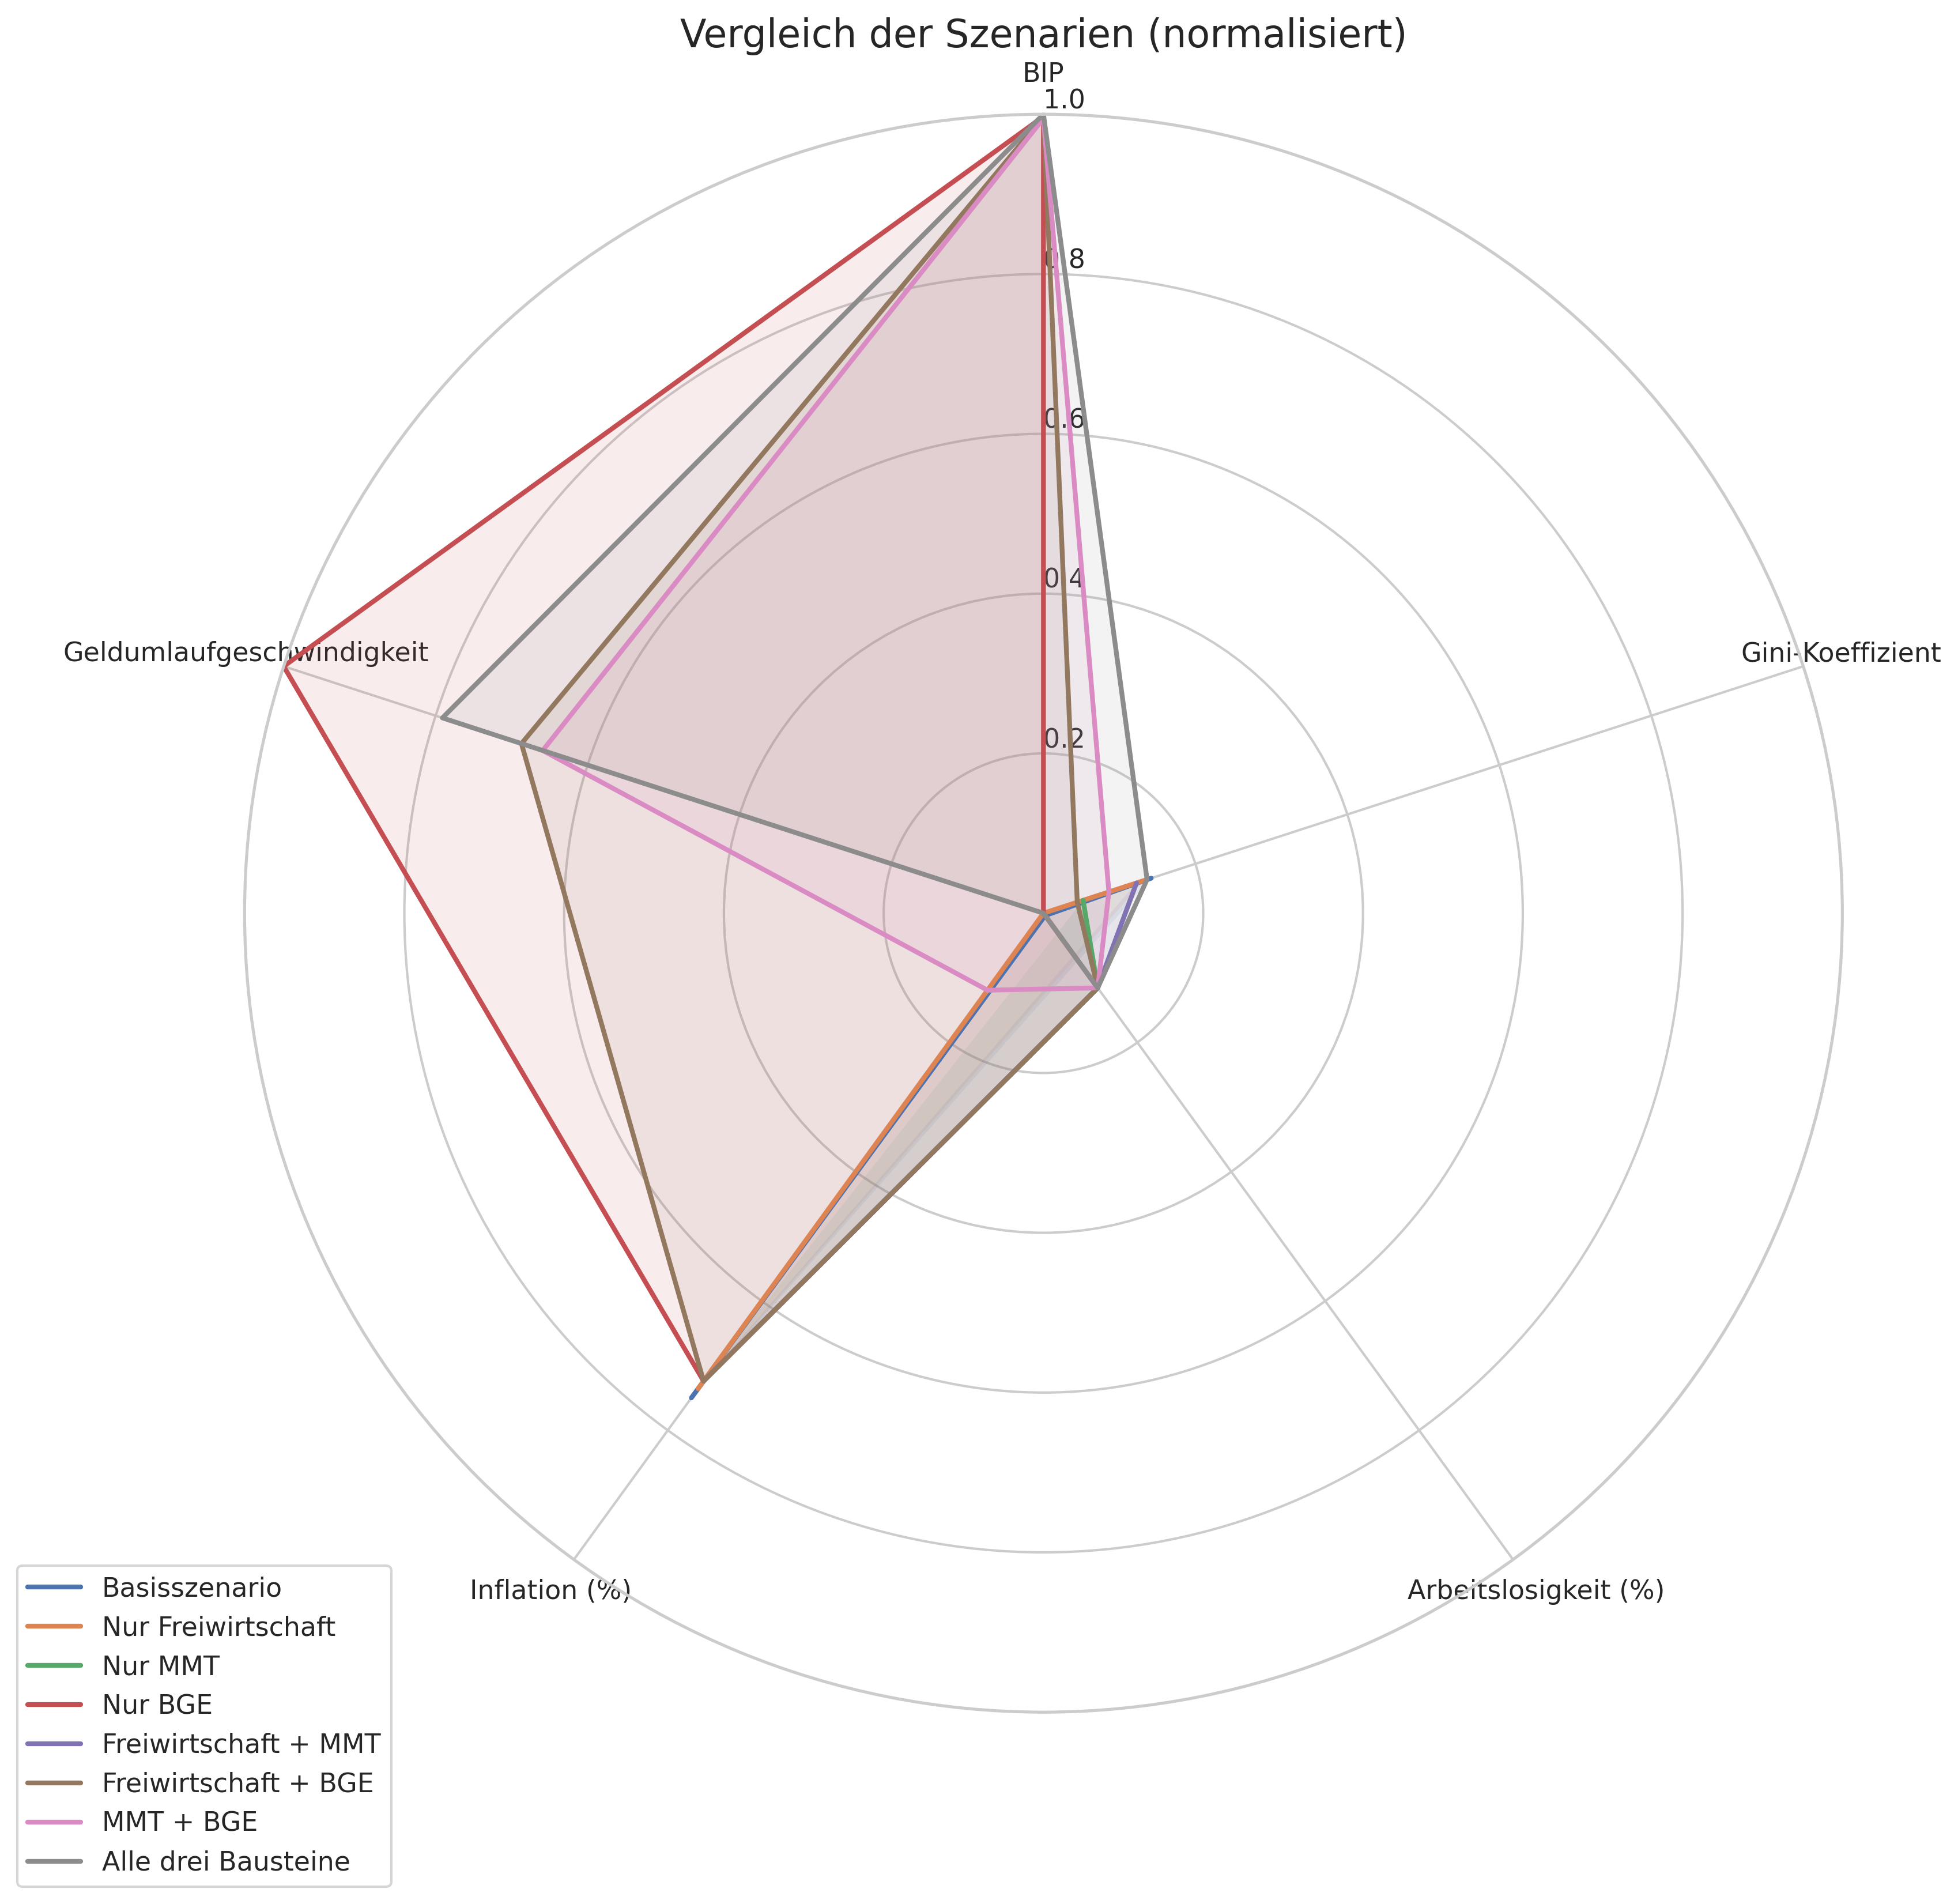 Vergleich der Szenarien (normalisiert)
BIP
1.0
0.8
0.6
0.4
0.2
Geldumlaufgeschwindigkeit
Gini-Koeffizient
Inflation (%)
Arbeitslosigkeit (%)
Basisszenario
Nur Freiwirtschaft
Nur MMT
Nur BGE
Freiwirtschaft + MMT
Freiwirtschaft + BGE
MMT + BGE
Alle drei Bausteine